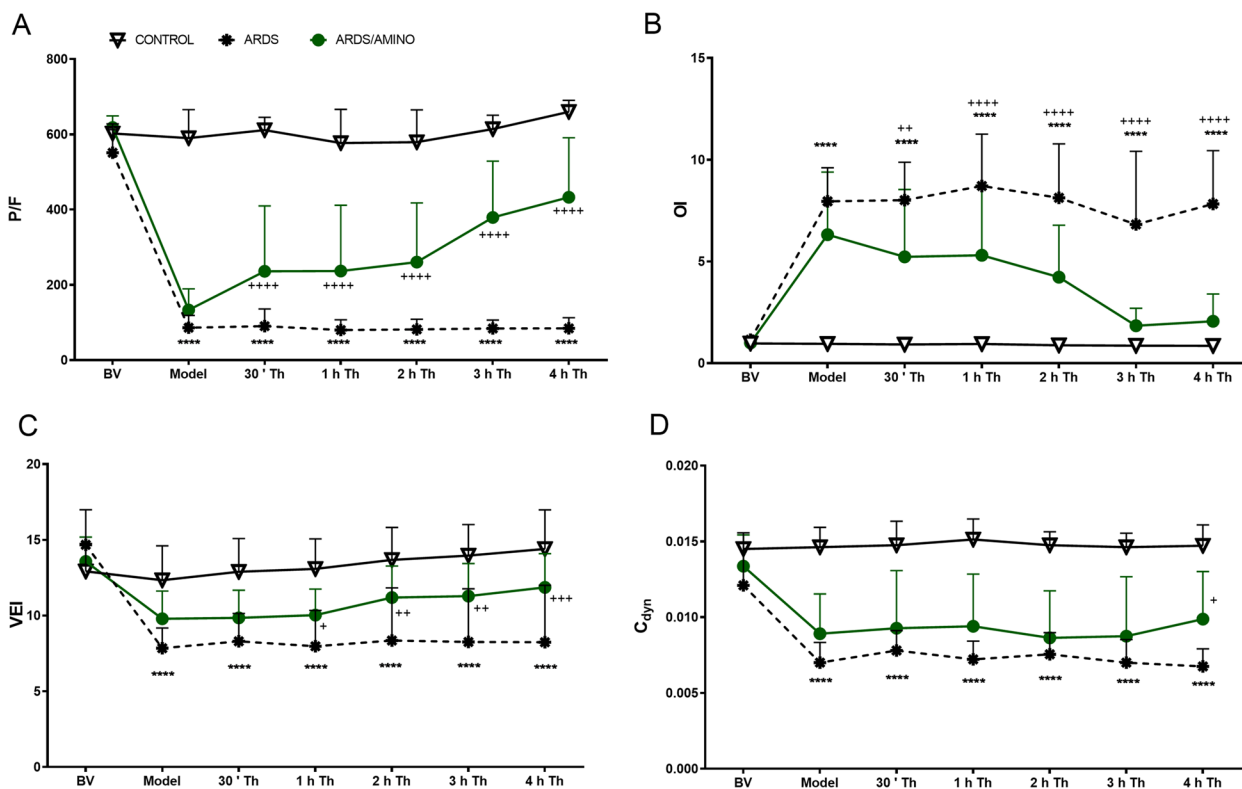 A
CONTROL ARDS ARDS/AMINO
800
600
400
200
0
P/F
++++ ++++ ++++ ++++ ++++
**** **** **** **** **** ****
BV Model 30 ' Th 1 h Th 2 h Th 3 h Th 4 h Th
B
15
10
5
0
OI
++ ++++ ++++ ++++ ++++
**** **** **** **** **** ****
BV Model 30 ' Th 1 h Th 2 h Th 3 h Th 4 h Th
C
20
15
10
5
0
VEI
+ ++ ++ +++
**** **** **** **** **** ****
BV Model 30 ' Th 1 h Th 2 h Th 3 h Th 4 h Th
D
0.020
0.015
0.010
0.005
0.000
Cdyn
+
**** **** **** **** **** ****
BV Model 30 ' Th 1 h Th 2 h Th 3 h Th 4 h Th